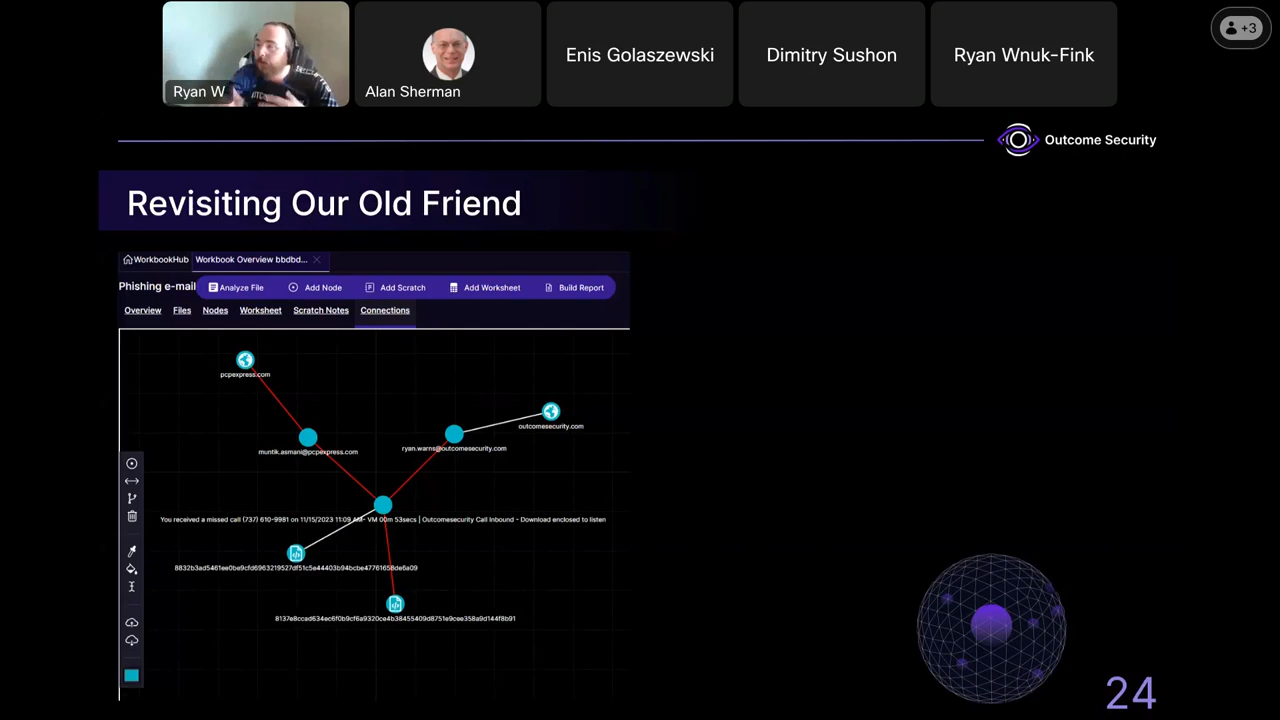 Ryan W
Alan Sherman
Enis Golaszewski
Dimitry Sushon
Ryan Wnuk-Fink
+3
Outcome Security
Revisiting Our Old Friend
WorkbookHub
Workbook Overview bbdbd...
Phishing e-mail
Analyze File
Add Node
Add Scratch
Add Worksheet
Build Report
Overview
Files
Nodes
Worksheet
Scratch Notes
Connections
pcpexpress.com
outcomesecurity.com
muntik.asmani@pcpexpress.com
ryan.warns@outcomesecurity.com
You received a missed call (737) 610-9981 on 11/15/2023 11:09 AM- VM 00m 53secs | Outcomesecurity Call Inbound - Download enclosed to listen
24